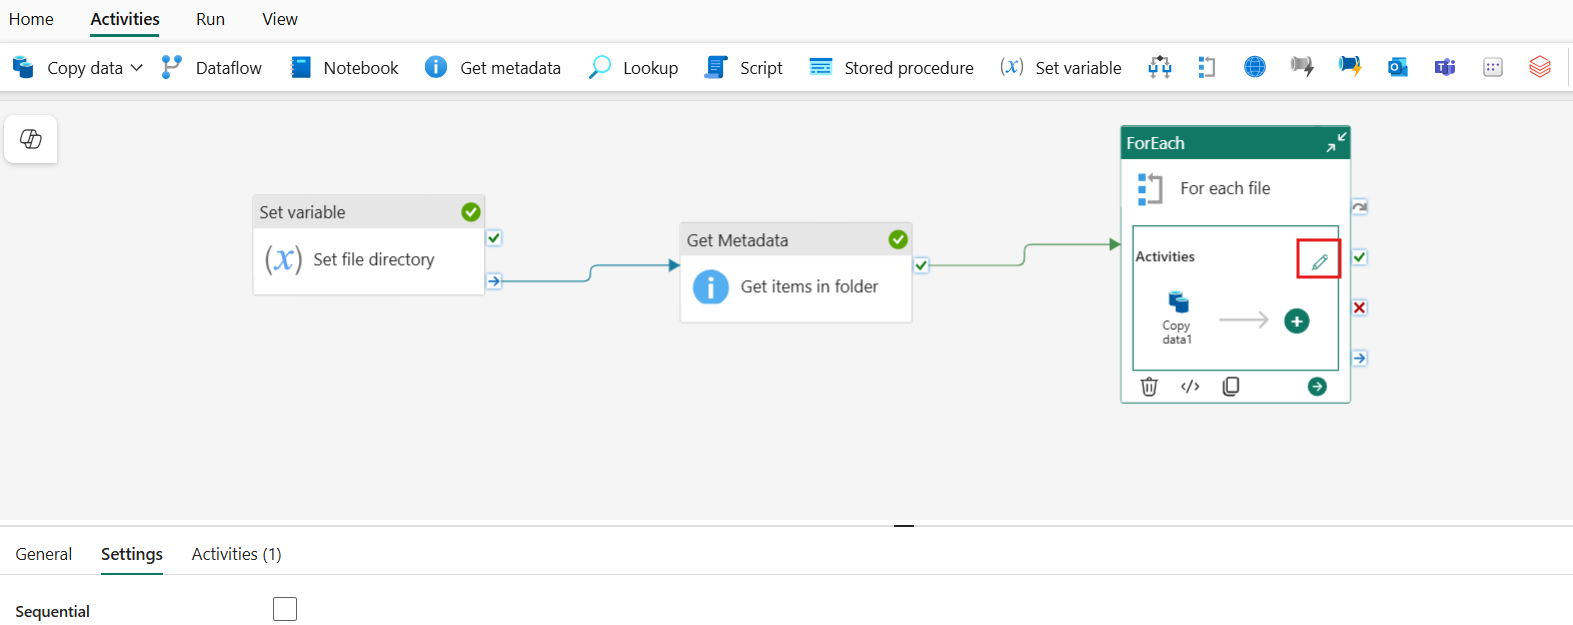 Home Activities Run View
Copy data Dataflow Notebook Get metadata Lookup Script Stored procedure (x) Set variable
Set variable
(x) Set file directory
Get Metadata
Get items in folder
ForEach
For each file
Activities
Copy
data1
General Settings Activities (1)
Sequential